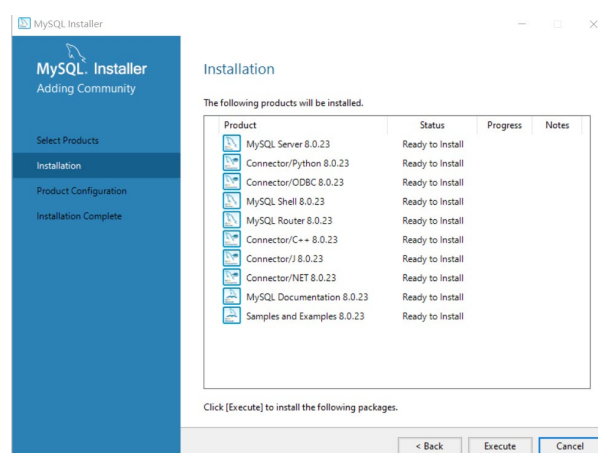 MySQL Installer
MySQL. Installer
Adding Community
Select Products
Installation
Product Configuration
Installation Complete
Installation
The following products will be installed.
Product Status Progress Notes
MySQL Server 8.0.23 Ready to Install
Connector/Python 8.0.23 Ready to Install
Connector/ODBC 8.0.23 Ready to Install
MySQL Shell 8.0.23 Ready to Install
MySQL Router 8.0.23 Ready to Install
Connector/C++ 8.0.23 Ready to Install
Connector/J 8.0.23 Ready to Install
Connector/NET 8.0.23 Ready to Install
MySQL Documentation 8.0.23 Ready to Install
Samples and Examples 8.0.23 Ready to Install
Click [Execute] to install the following packages.
< Back Execute Cancel